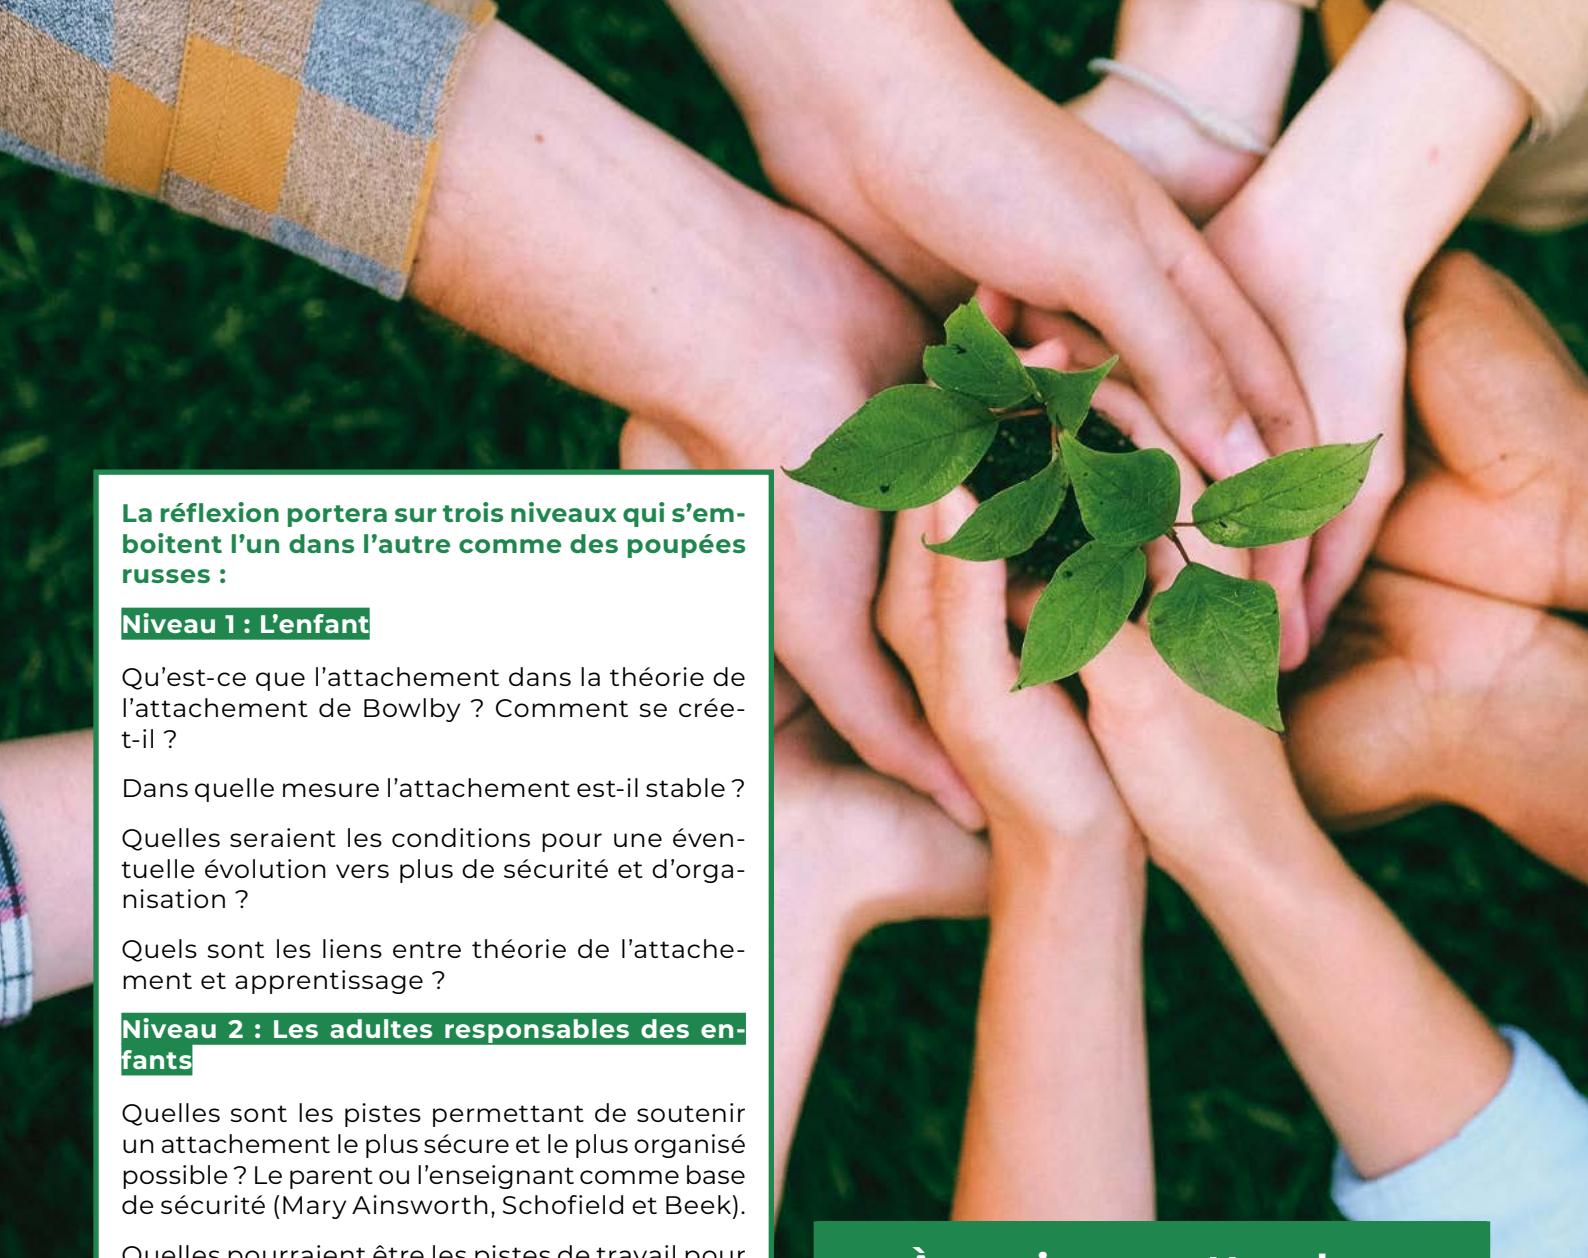 La réflexion portera sur trois niveaux qui s’em-
boitent l’un dans l’autre comme des poupées
russes :
Niveau 1 : L’enfant
Qu’est-ce que l’attachement dans la théorie de
l’attachement de Bowlby ? Comment se crée-
t-il ?
Dans quelle mesure l’attachement est-il stable ?
Quelles seraient les conditions pour une éven-
tuelle évolution vers plus de sécurité et d’orga-
nisation ?
Quels sont les liens entre théorie de l’attache-
ment et apprentissage ?
Niveau 2 : Les adultes responsables des en-
fants
Quelles sont les pistes permettant de soutenir
un attachement le plus sécure et le plus organisé
possible ? Le parent ou l’enseignant comme base
de sécurité (Mary Ainsworth, Schofield et Beek).
Quelles pourraient être les pistes de travail pour